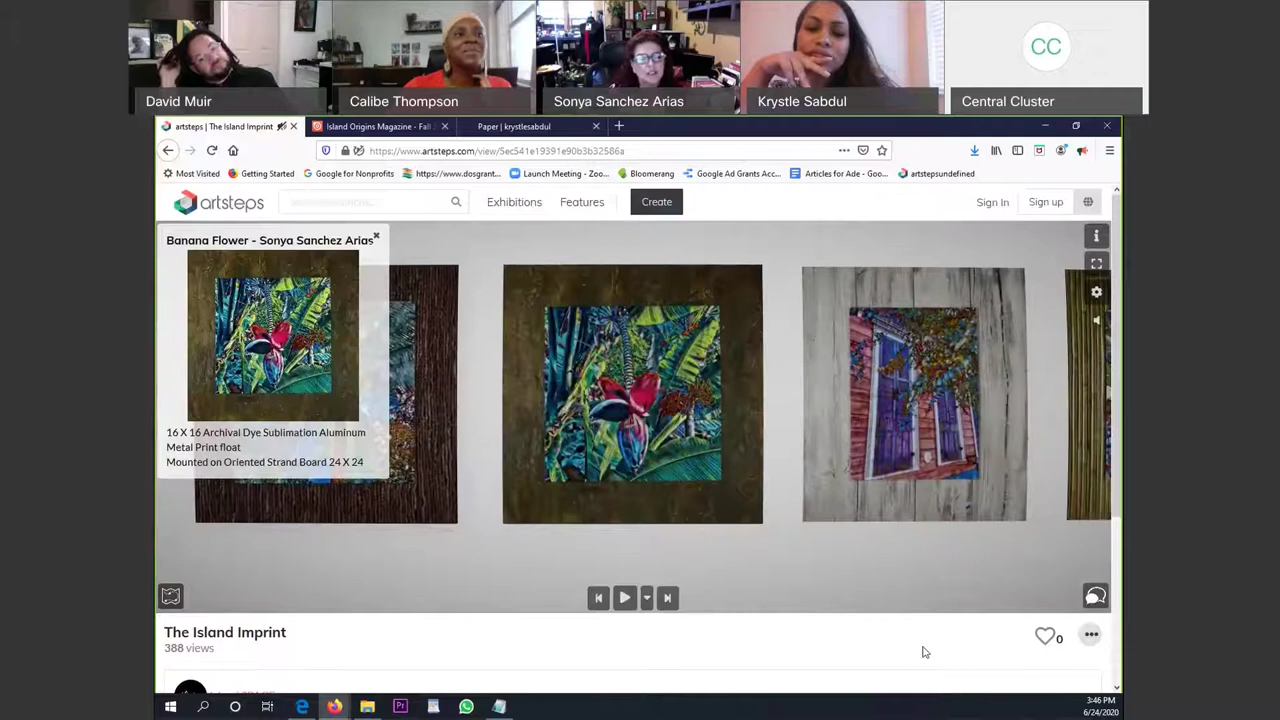 CC
David Muir
Calibe Thompson
Sonya Sanchez Arias
Krystle Sabdul
Central Cluster
artsteps | The Island Imprint
Island Origins Magazine - Fall
Paper | krystlesabdul
https://www.artsteps.com/view/5ec541e19391e90b3b32586a
Most Visited
Getting Started
Google for Nonprofits
https://www.dosgrant...
Launch Meeting - Zoo...
Bloomerang
Google Ad Grants Acc...
Articles for Ade - Goo...
artstepsundefined
artsteps
Exhibitions
Features
Create
Sign In
Sign up
Banana Flower - Sonya Sanchez Arias
16 X 16 Archival Dye Sublimation Aluminum
Metal Print float
Mounted on Oriented Strand Board 24 X 24
The Island Imprint
388 views
0
Pr
3:46 PM
6/24/2020